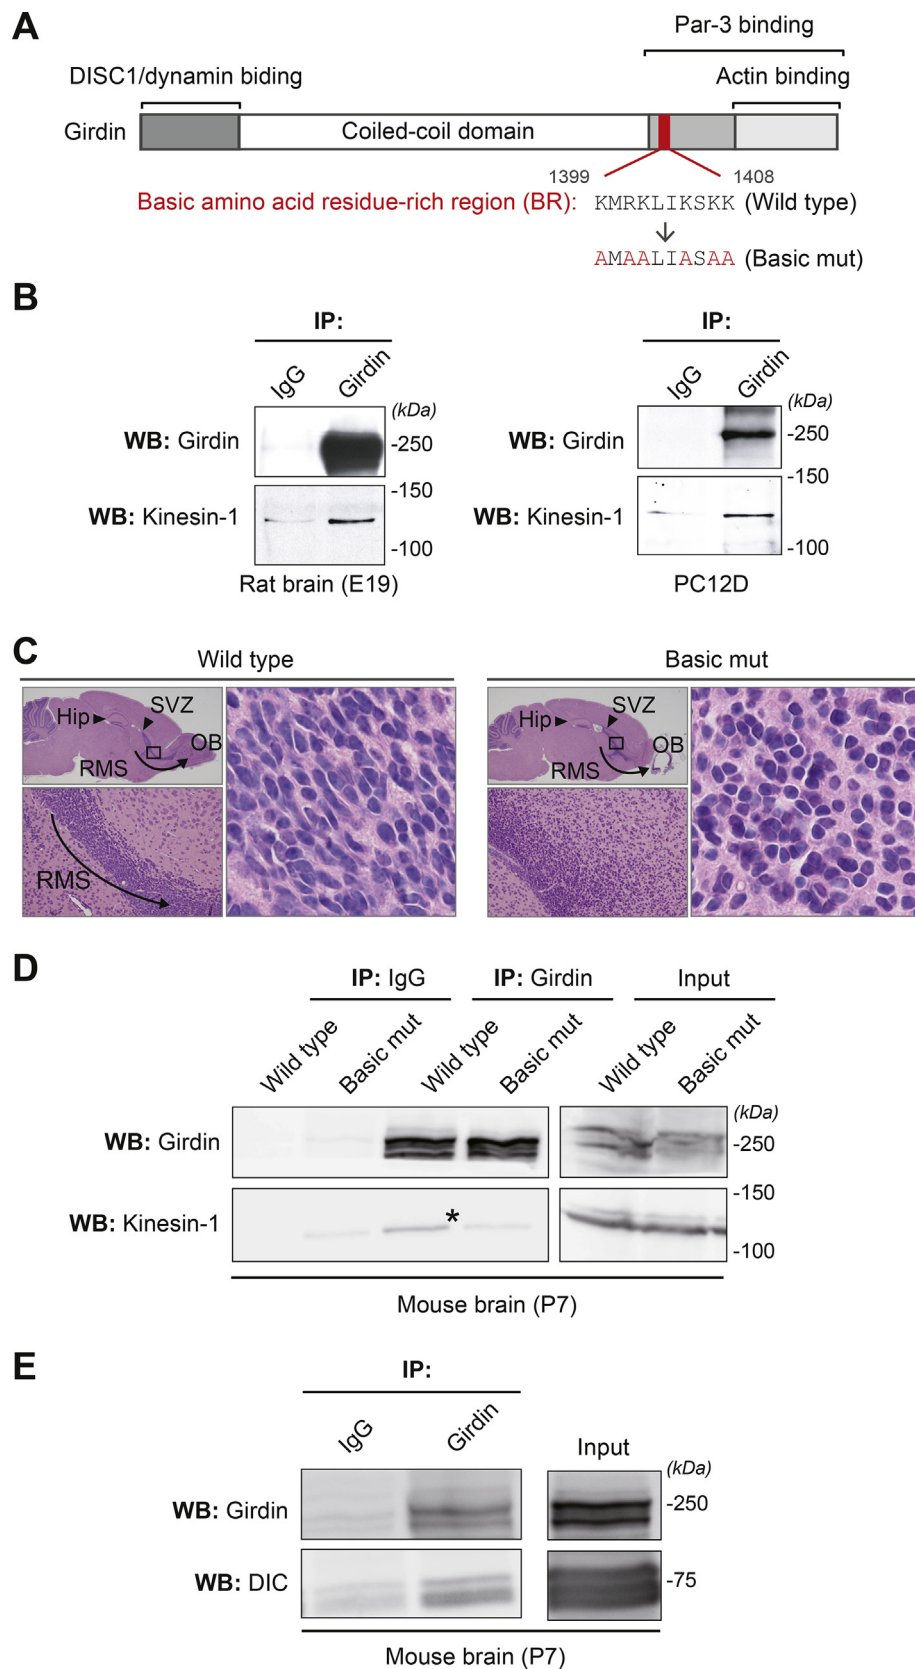 A
Par-3 binding
DISC1/dynamin biding
Actin binding
Girdin
Coiled-coil domain
1399
1408
Basic amino acid residue-rich region (BR): KMRKLIKSKK (Wild type)
AMAALIASAA (Basic mut)
B
IP:
IgG
Girdin
(kDa)
WB: Girdin
-250
-150
WB: Kinesin-1
-100
Rat brain (E19)
IP:
IgG
Girdin
(kDa)
WB: Girdin
-250
-150
WB: Kinesin-1
-100
PC12D
C
Wild type
Hip
SVZ
OB
RMS
RMS
Basic mut
Hip
SVZ
OB
RMS
D
IP: IgG
IP: Girdin
Input
Wild type
Basic mut
Wild type
Basic mut
Wild type
Basic mut
(kDa)
WB: Girdin
-250
-150
WB: Kinesin-1
*
-100
Mouse brain (P7)
E
IP:
IgG
Girdin
Input
(kDa)
WB: Girdin
-250
WB: DIC
-75
Mouse brain (P7)